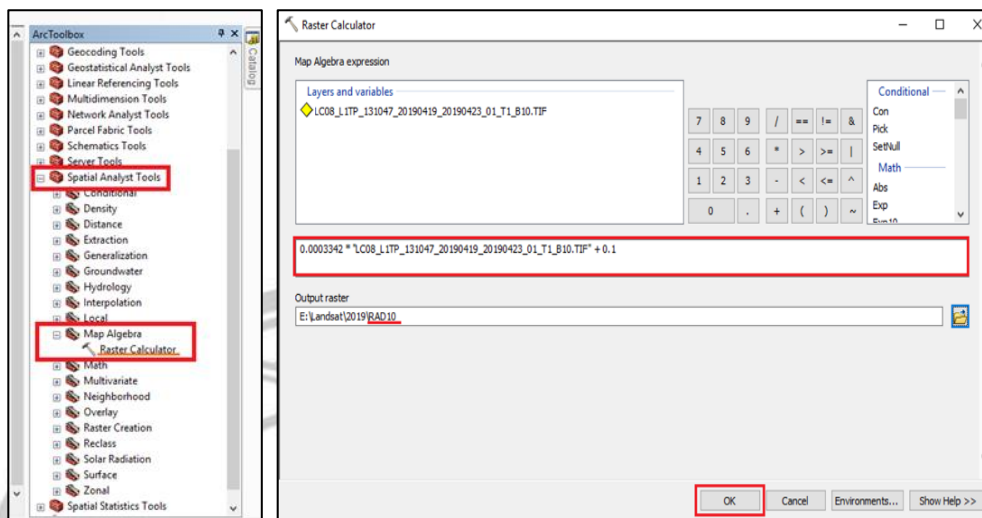 ArcToolbox
Geocoding Tools
Geostatistical Analyst Tools
Linear Referencing Tools
Multidimension Tools
Network Analyst Tools
Parcel Fabric Tools
Schematics Tools
Server Tools
Spatial Analyst Tools
Conditional
Density
Distance
Extraction
Generalization
Groundwater
Hydrology
Interpolation
Local
Map Algebra
Raster Calculator
Math
Multivariate
Neighborhood
Overlay
Raster Creation
Reclass
Solar Radiation
Surface
Zonal
Spatial Statistics Tools
Catalog
Raster Calculator
Map Algebra expression
Layers and variables
LC08_L1TP_131047_20190419_20190423_01_T1_B10.TIF
7 8 9 / == != &
4 5 6 * > >= |
1 2 3 - < <= ^
0 . + ( ) ~
Conditional
Con
Pick
SetNull
Math
Abs
Exp
Exp10
0.0003342 * "LC08_L1TP_131047_20190419_20190423_01_T1_B10.TIF" + 0.1
Output raster
E:\Landsat\2019\RAD10
OK Cancel Environments... Show Help >>